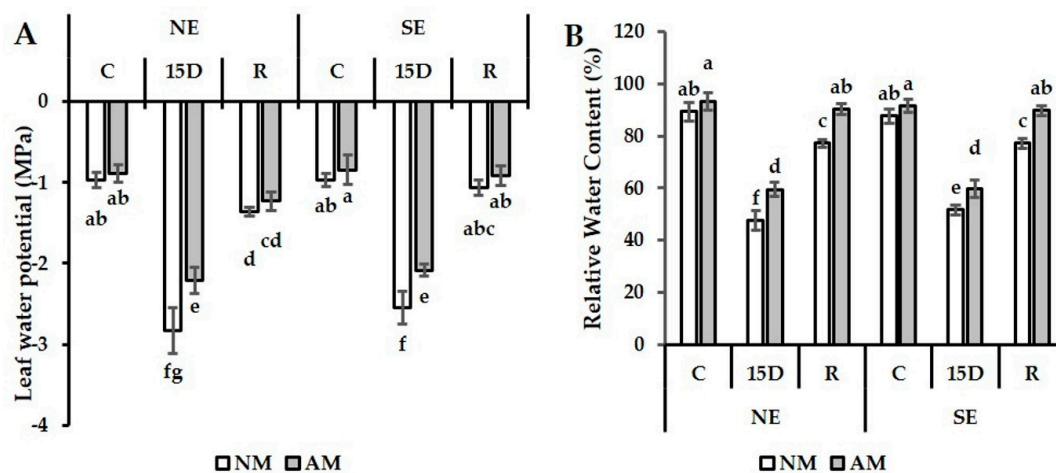 A
NE SE
C 15D R C 15D R
Leaf water potential (MPa)
0
-1
-2
-3
-4
ab ab fg e d cd ab a f e abc ab
NM AM
B
Relative Water Content (%)
120
100
80
60
40
20
0
ab a f d c ab ab a e d c ab
C 15D R C 15D R
NE SE
NM AM